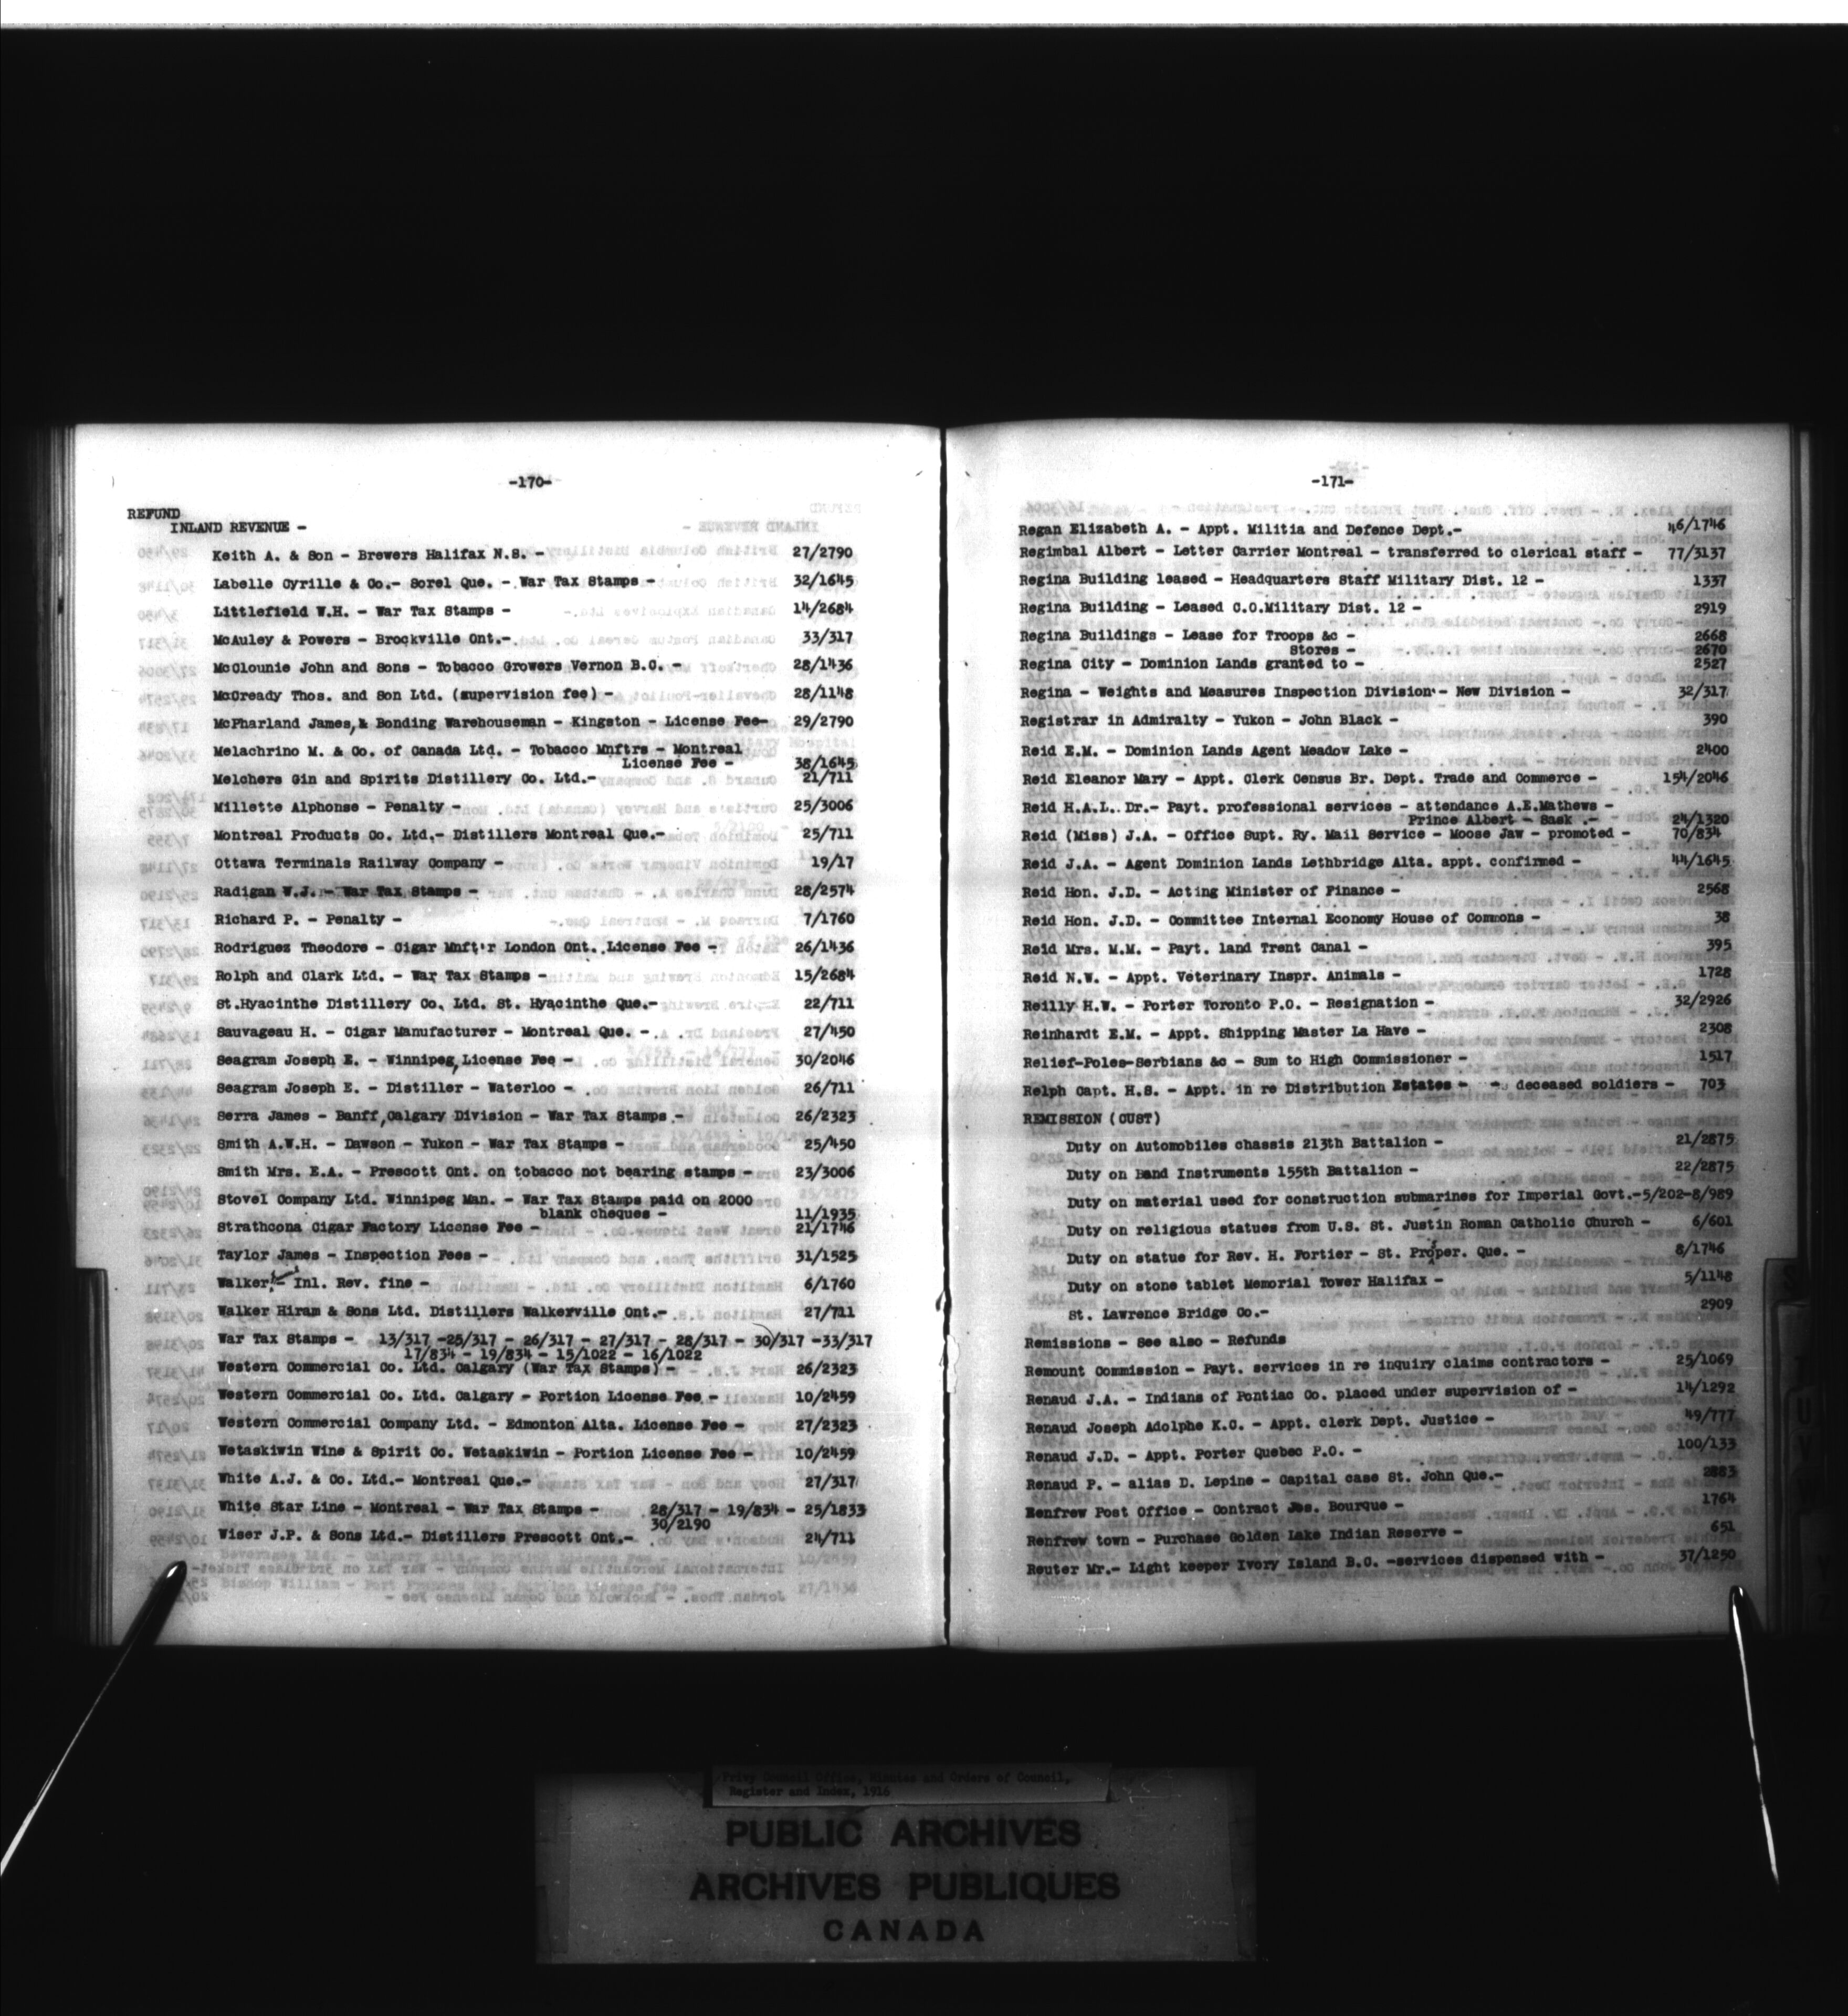 -170-
REFUND
INLAND REVENUE -
Keith A. & Son - Brewers Halifax N.S. - 27/2790
Labelle Cyrille & Co.- Sorel Que. - War Tax Stamps - 32/1645
Littlefield W.H. - War Tax Stamps - 14/2684
McAuley & Powers - Brockville Ont.- 33/317
McClounie John and Sons - Tobacco Growers Vernon B.C. - 28/1436
McCready Thos. and Son Ltd. (supervision fee) - 28/1148
McPharland James,& Bonding Warehouseman - Kingston - License Fee- 29/2790
Melachrino M. & Co. of Canada Ltd. - Tobacco Mnftrs - Montreal
License Fee - 38/1645
Melchers Gin and Spirits Distillery Co. Ltd.- 21/711
Millette Alphonse - Penalty - 25/3006
Montreal Products Co. Ltd.- Distillers Montreal Que.- 25/711
Ottawa Terminals Railway Company - 19/17
Radigan W.J. - War Tax Stamps - 28/2574
Richard P. - Penalty - 7/1760
Rodriguez Theodore - Cigar Mnft'r London Ont. License Fee - 26/1436
Rolph and Clark Ltd. - War Tax Stamps - 15/2684
St.Hyacinthe Distillery Co. Ltd. St. Hyacinthe Que.- 22/711
Sauvageau H. - Cigar Manufacturer - Montreal Que. - 27/450
Seagram Joseph E. - Winnipeg, License Fee - 30/2046
Seagram Joseph E. - Distiller - Waterloo - 26/711
Serra James - Banff, Calgary Division - War Tax Stamps - 26/2323
Smith A.W.H. - Dawson - Yukon - War Tax Stamps - 25/450
Smith Mrs. E.A. - Prescott Ont. on tobacco not bearing stamps - 23/3006
Stovel Company Ltd. Winnipeg Man. - War Tax Stamps paid on 2000
blank cheques - 11/1935
Strathcona Cigar Factory License Fee - 21/1746
Taylor James - Inspection Fees - 31/1525
Walker - Inl. Rev. fine - 6/1760
Walker Hiram & Sons Ltd. Distillers Walkerville Ont.- 27/711
War Tax Stamps - 13/317 -25/317 - 26/317 - 27/317 - 28/317 - 30/317 -33/317
17/834 - 19/834 - 15/1022 - 16/1022
Western Commercial Co. Ltd. Calgary (War Tax Stamps) - 26/2323
Western Commercial Co. Ltd. Calgary - Portion License Fee - 10/2459
Western Commercial Company Ltd. - Edmonton Alta. License Fee - 27/2323
Wetaskiwin Wine & Spirit Co. Wetaskiwin - Portion License Fee - 10/2459
White A.J. & Co. Ltd.- Montreal Que.- 27/317
White Star Line - Montreal - War Tax Stamps - 28/317 - 19/834 - 25/1833
30/2190
Wiser J.P. & Sons Ltd.- Distillers Prescott Ont.- 24/711
-171-
Regan Elizabeth A. - Appt. Militia and Defence Dept.- 46/1746
Regimbal Albert - Letter Carrier Montreal - transferred to clerical staff - 77/3137
Regina Building leased - Headquarters Staff Military Dist. 12 - 1337
Regina Building - Leased C.O.Military Dist. 12 - 2919
Regina Buildings - Lease for Troops &c - 2668
Stores - 2670
Regina City - Dominion Lands granted to - 2527
Regina - Weights and Measures Inspection Division - New Division - 32/317
Registrar in Admiralty - Yukon - John Black - 390
Reid E.M. - Dominion Lands Agent Meadow Lake - 2400
Reid Eleanor Mary - Appt. Clerk Census Br. Dept. Trade and Commerce - 154/2046
Reid H.A.L. Dr.- Payt. professional services - attendance A.E.Mathews -
Prince Albert - Sask .- 24/1320
Reid (Miss) J.A. - Office Supt. Ry. Mail Service - Moose Jaw - promoted - 70/834
Reid J.A. - Agent Dominion Lands Lethbridge Alta. appt. confirmed - 44/1645
Reid Hon. J.D. - Acting Minister of Finance - 2568
Reid Hon. J.D. - Committee Internal Economy House of Commons - 38
Reid Mrs. M.M. - Payt. land Trent Canal - 395
Reid N.W. - Appt. Veterinary Inspr. Animals - 1728
Reilly H.W. - Porter Toronto P.O. - Resignation - 32/2926
Reinhardt E.M. - Appt. Shipping Master La Have - 2308
Relief-Poles-Serbians &c - Sum to High Commissioner - 1517
Relph Capt. H.S. - Appt. in re Distribution Estates - - deceased soldiers - 703
REMISSION (CUST)
Duty on Automobiles chassis 213th Battalion - 21/2875
Duty on Band Instruments 155th Battalion - 22/2875
Duty on material used for construction submarines for Imperial Govt.-5/202-8/989
Duty on religious statues from U.S. St. Justin Roman Catholic Church - 6/601
Duty on statue for Rev. H. Fortier - St. Proper. Que. - 8/1746
Duty on stone tablet Memorial Tower Halifax - 5/1148
St. Lawrence Bridge Co.- 2909
Remissions - See also - Refunds
Remount Commission - Payt. services in re inquiry claims contractors - 25/1069
Renaud J.A. - Indians of Pontiac Co. placed under supervision of - 14/1292
Renaud Joseph Adolphe K.C. - Appt. clerk Dept. Justice - 49/777
Renaud J.D. - Appt. Porter Quebec P.O. - 100/133
Renaud P. - alias D. Lepine - Capital case St. John Que.- 2883
Renfrew Post Office - Contract Jos. Bourque - 1764
Renfrew town - Purchase Golden Lake Indian Reserve - 651
Reuter Mr.- Light keeper Ivory Island B.C. -services dispensed with - 37/1250
Privy Council Office, Minutes and Orders of Council,
Register and Index, 1916
PUBLIC ARCHIVES
ARCHIVES PUBLIQUES
CANADA